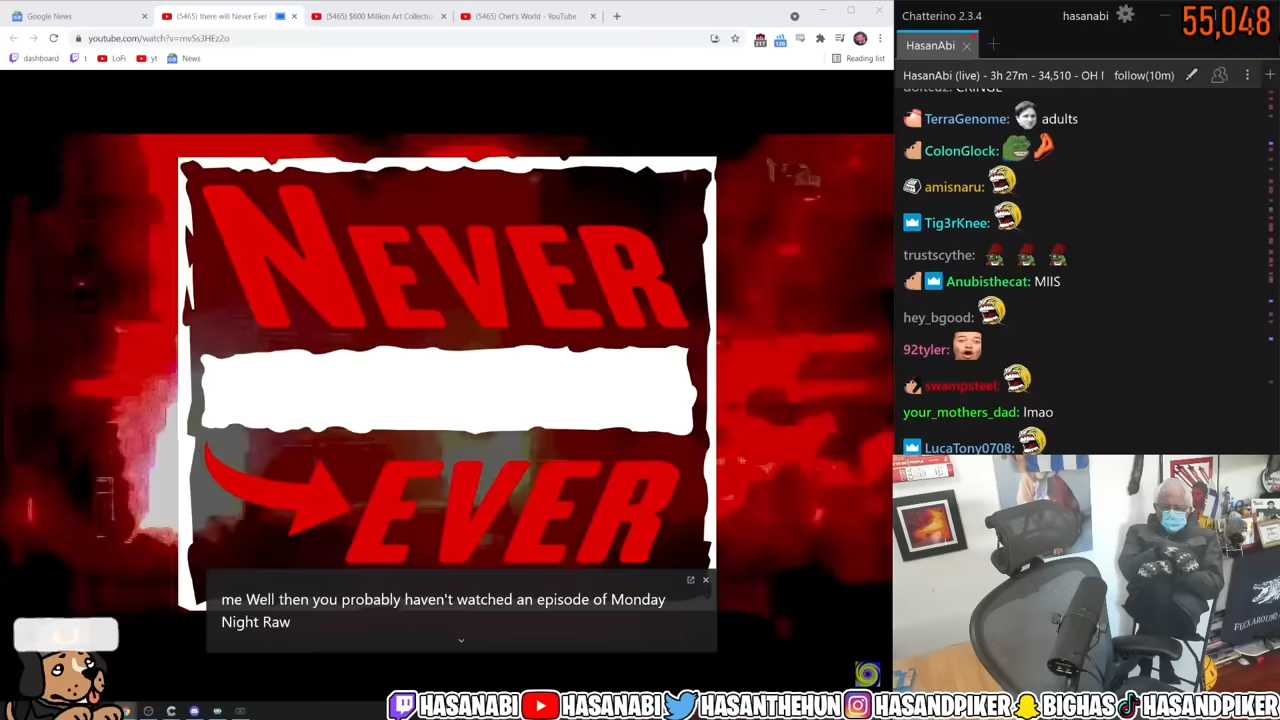 Google News
(5465) there will Never Ever
(5465) $600 Million Art Collectio
(5465) Chet's World - YouTube
youtube.com/watch?v=rnvSs3HEz2o
217
dashboard
t
LoFi
yt
News
Reading list
NEVER
EVER
me Well then you probably haven't watched an episode of Monday
Night Raw
Chatterino 2.3.4
hasanabi
55,048
HasanAbi
HasanAbi (live) - 3h 27m - 34,510 - OH !
follow(10m)
TerraGenome: adults
ColonGlock:
amisnaru:
Tig3rKnee:
trustscythe:
Anubisthecat: MIIS
hey_bgood:
92tyler:
swampsteel:
your_mothers_dad: lmao
LucaTony0708:
HASANABI
HASANABI
HASANTHEHUN
HASANDPIKER
BIGHAS
HASANDPIKER